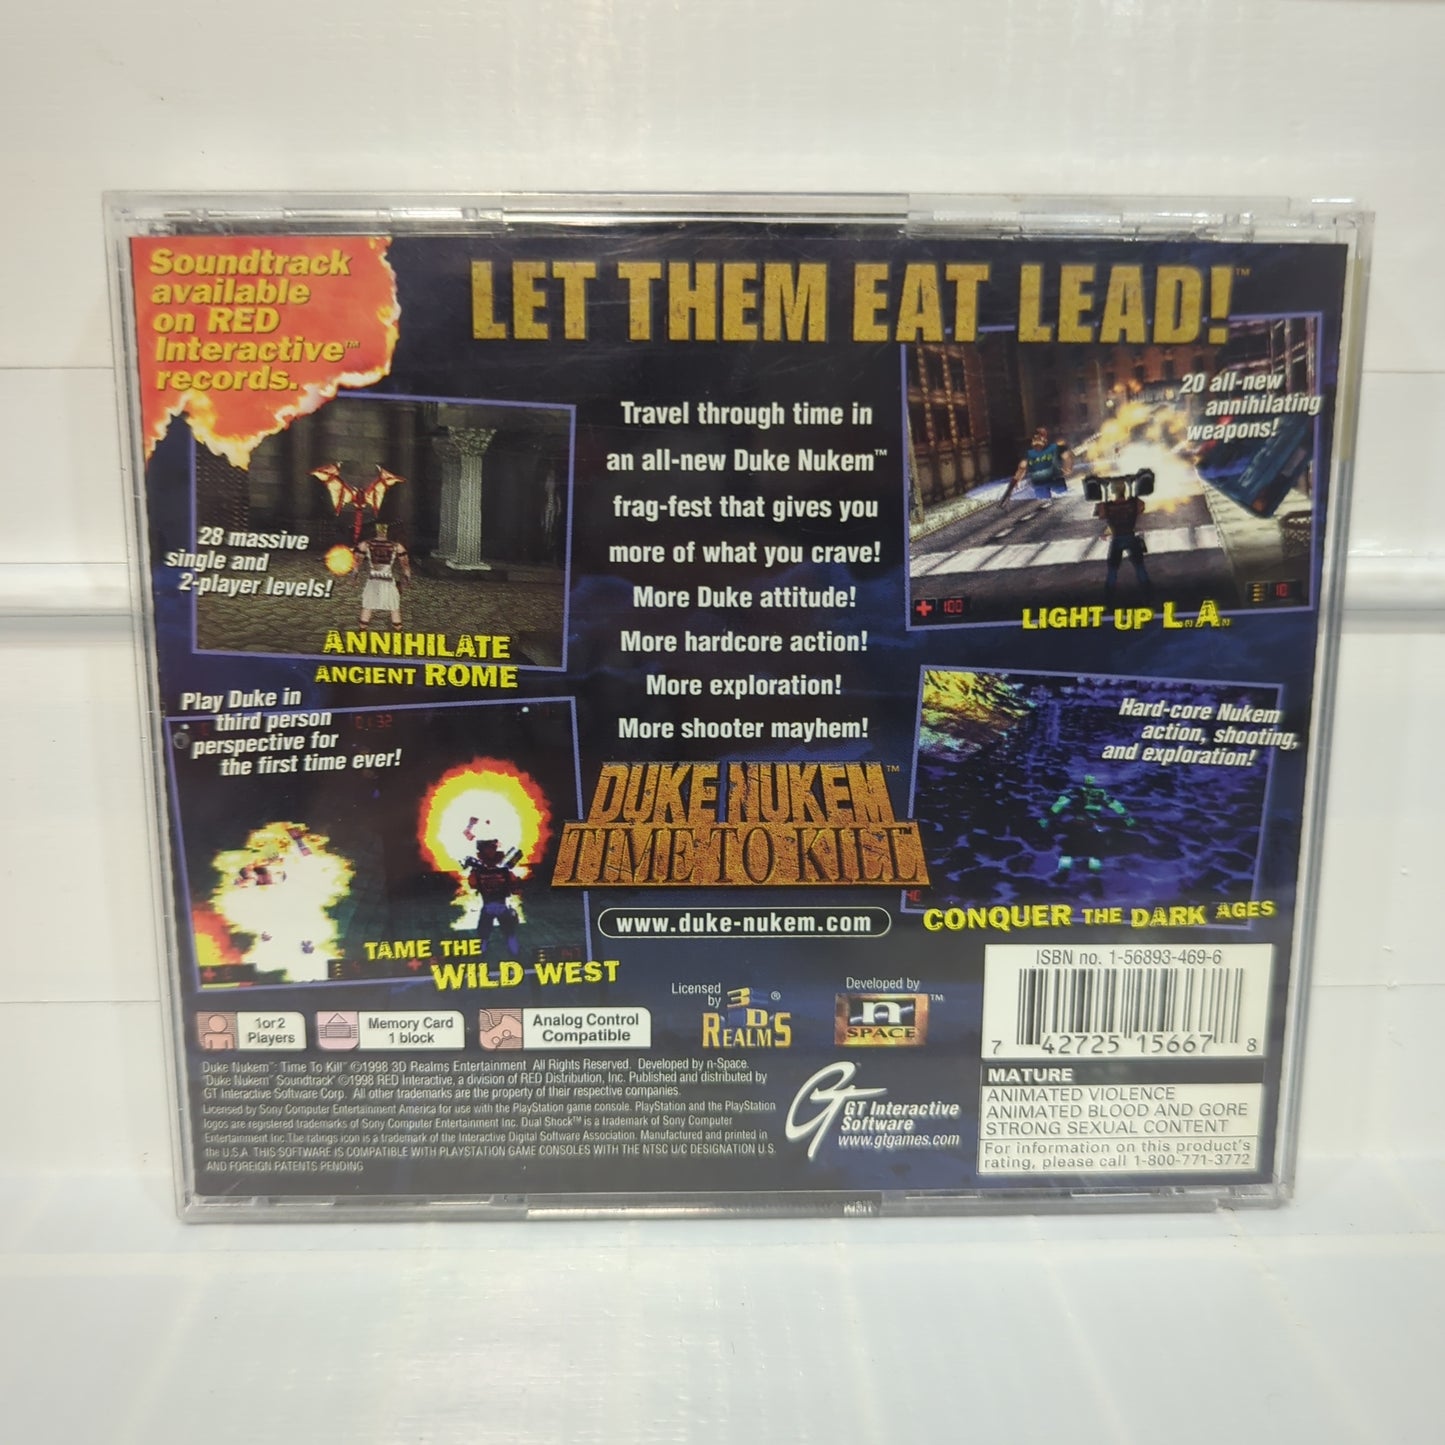 Soundtrack
available
on RED
Interactive™
records.
LET THEM EAT LEAD!™
Travel through time in
an all-new Duke Nukem™
frag-fest that gives you
more of what you crave!
More Duke attitude!
More hardcore action!
More exploration!
More shooter mayhem!
28 massive
single and
2-player levels!
ANNIHILATE
ANCIENT ROME
20 all-new
annihilating
weapons!
100
10
LIGHT UP L.A.
Play Duke in
third person
perspective for
the first time ever!
TAME THE
WILD WEST
Hard-core Nukem
action, shooting,
and exploration!
CONQUER THE DARK AGES
DUKE NUKEM™
TIME TO KILL
www.duke-nukem.com
1or2
Players
Memory Card
1 block
Analog Control
Compatible
Licensed
by
3D
REALMS®
Developed by
n
SPACE™
ISBN no. 1-56893-469-6
7 42725 15667 8
MATURE
ANIMATED VIOLENCE
ANIMATED BLOOD AND GORE
STRONG SEXUAL CONTENT
For information on this product's
rating, please call 1-800-771-3772
GT Interactive
Software
www.gtgames.com
Duke Nukem™: Time To Kill™ ©1998 3D Realms Entertainment All Rights Reserved. Developed by n-Space.
"Duke Nukem" Soundtrack ©1998 RED Interactive, a division of RED Distribution, Inc. Published and distributed by
GT Interactive Software Corp. All other trademarks are the property of their respective companies.
Licensed by Sony Computer Entertainment America for use with the PlayStation game console. PlayStation and the PlayStation
logos are registered trademarks of Sony Computer Entertainment Inc. Dual Shock™ is a trademark of Sony Computer
Entertainment Inc. The ratings icon is a trademark of the Interactive Digital Software Association. Manufactured and printed in
the U.S.A. THIS SOFTWARE IS COMPATIBLE WITH PLAYSTATION GAME CONSOLES WITH THE NTSC U/C DESIGNATION U.S.
AND FOREIGN PATENTS PENDING